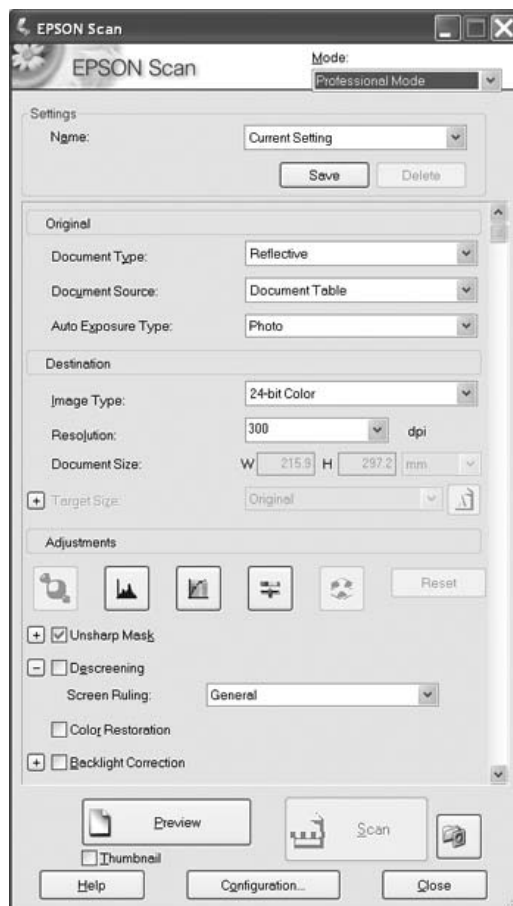 EPSON Scan
EPSON Scan
Mode:
Professional Mode
Settings
Name: Current Setting
Save Delete
Original
Document Type: Reflective
Document Source: Document Table
Auto Exposure Type: Photo
Destination
Image Type: 24-bit Color
Resolution: 300 dpi
Document Size: W 215.9 H 297.2 mm
Target Size: Original
Adjustments
Reset
Unsharp Mask
Descreening
Screen Ruling: General
Color Restoration
Backlight Correction
Preview Scan
Thumbnail
Help Configuration... Close